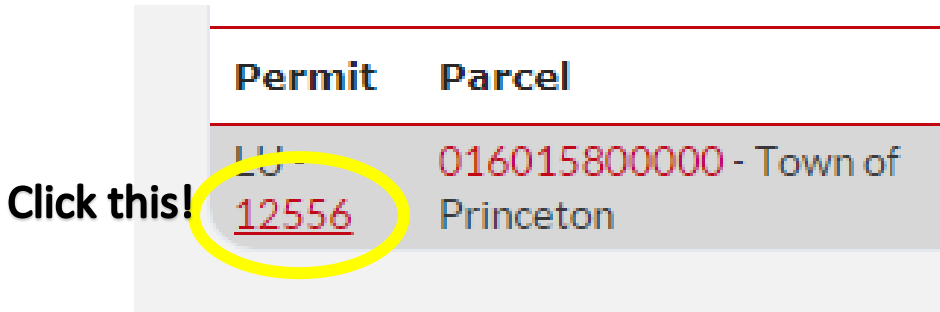 Permit Parcel
LU - 016015800000 - Town of
Click this! 12556 Princeton